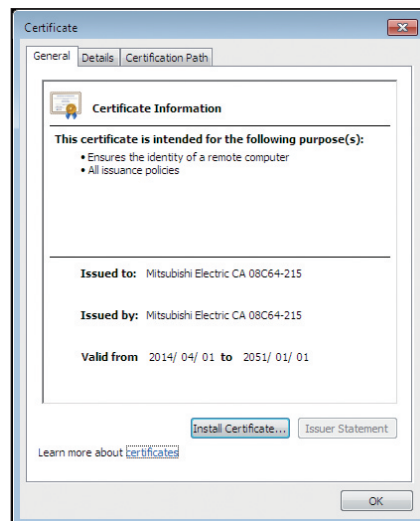 Certificate
General Details Certification Path
Certificate Information
This certificate is intended for the following purpose(s):
• Ensures the identity of a remote computer
• All issuance policies
Issued to: Mitsubishi Electric CA 08C64-215
Issued by: Mitsubishi Electric CA 08C64-215
Valid from 2014/ 04/ 01 to 2051/ 01/ 01
Install Certificate... Issuer Statement
Learn more about certificates
OK